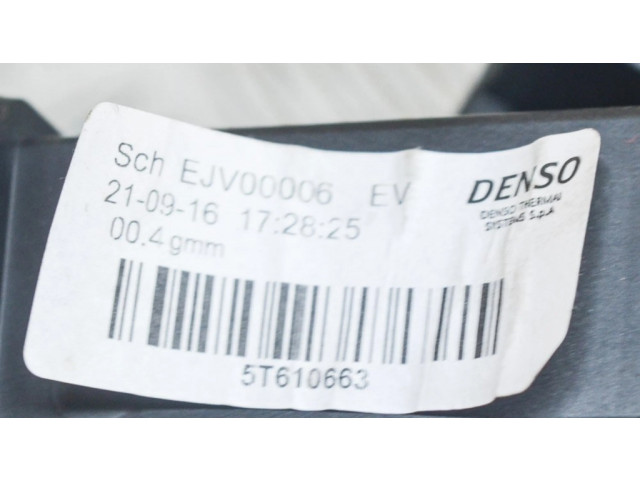 Sch EJV00006 EV
21-09-16 17:28:25
00.4gmm
DENSO
DENSO THERMAL
SYSTEMS S.p.A
5T610663